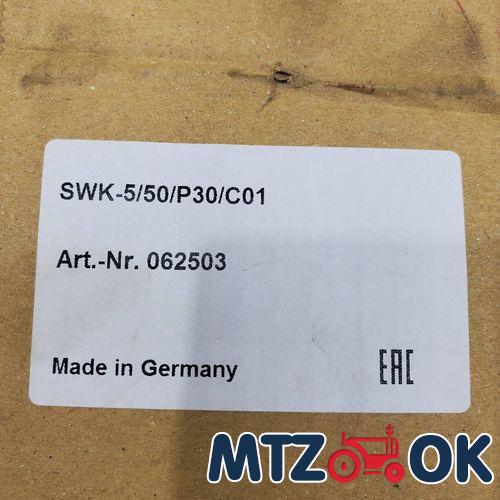 SWK-5/50/P30/C01
Art.-Nr. 062503
Made in Germany
EAC
MTZ OK